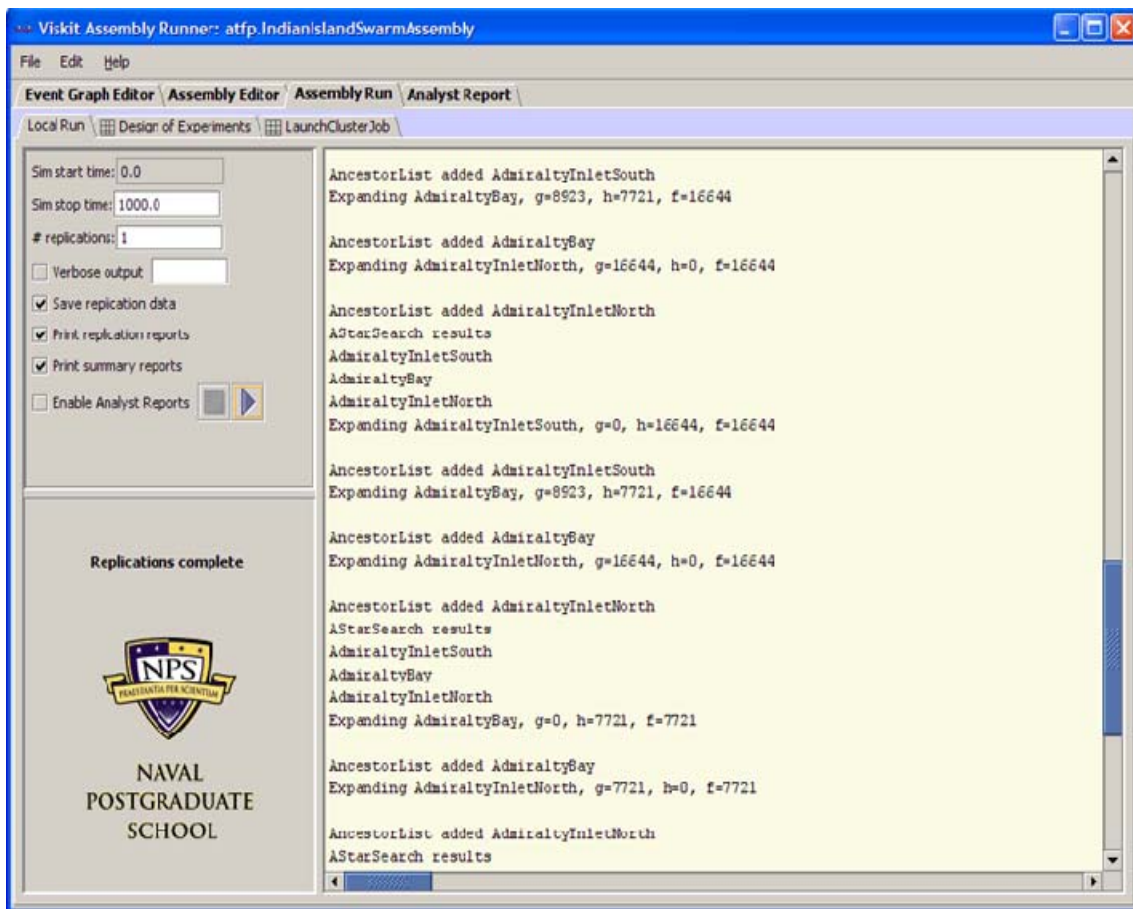 Viskit Assembly Runner: atfp.IndianIslandSwarmAssembly
File Edit Help
Event Graph Editor Assembly Editor Assembly Run Analyst Report
Local Run Design of Experiments LaunchClusterJob
Sim start time: 0.0
Sim stop time: 1000.0
# replications: 1
Verbose output
Save replication data
Print replication reports
Print summary reports
Enable Analyst Reports
Replications complete
NPS
PRAESTANTIA PER SCIENTIAM
NAVAL
POSTGRADUATE
SCHOOL
AncestorList added AdmiraltyInletSouth
Expanding AdmiraltyBay, g=8923, h=7721, f=16644
AncestorList added AdmiraltyBay
Expanding AdmiraltyInletNorth, g=16644, h=0, f=16644
AncestorList added AdmiraltyInletNorth
AStarSearch results
AdmiraltyInletSouth
AdmiraltyBay
AdmiraltyInletNorth
Expanding AdmiraltyInletSouth, g=0, h=16644, f=16644
AncestorList added AdmiraltyInletSouth
Expanding AdmiraltyBay, g=8923, h=7721, f=16644
AncestorList added AdmiraltyBay
Expanding AdmiraltyInletNorth, g=16644, h=0, f=16644
AncestorList added AdmiraltyInletNorth
AStarSearch results
AdmiraltyInletSouth
AdmiraltyBay
AdmiraltyInletNorth
Expanding AdmiraltyBay, g=0, h=7721, f=7721
AncestorList added AdmiraltyBay
Expanding AdmiraltyInletNorth, g=7721, h=0, f=7721
AncestorList added AdmiraltyInletNorth
AStarSearch results